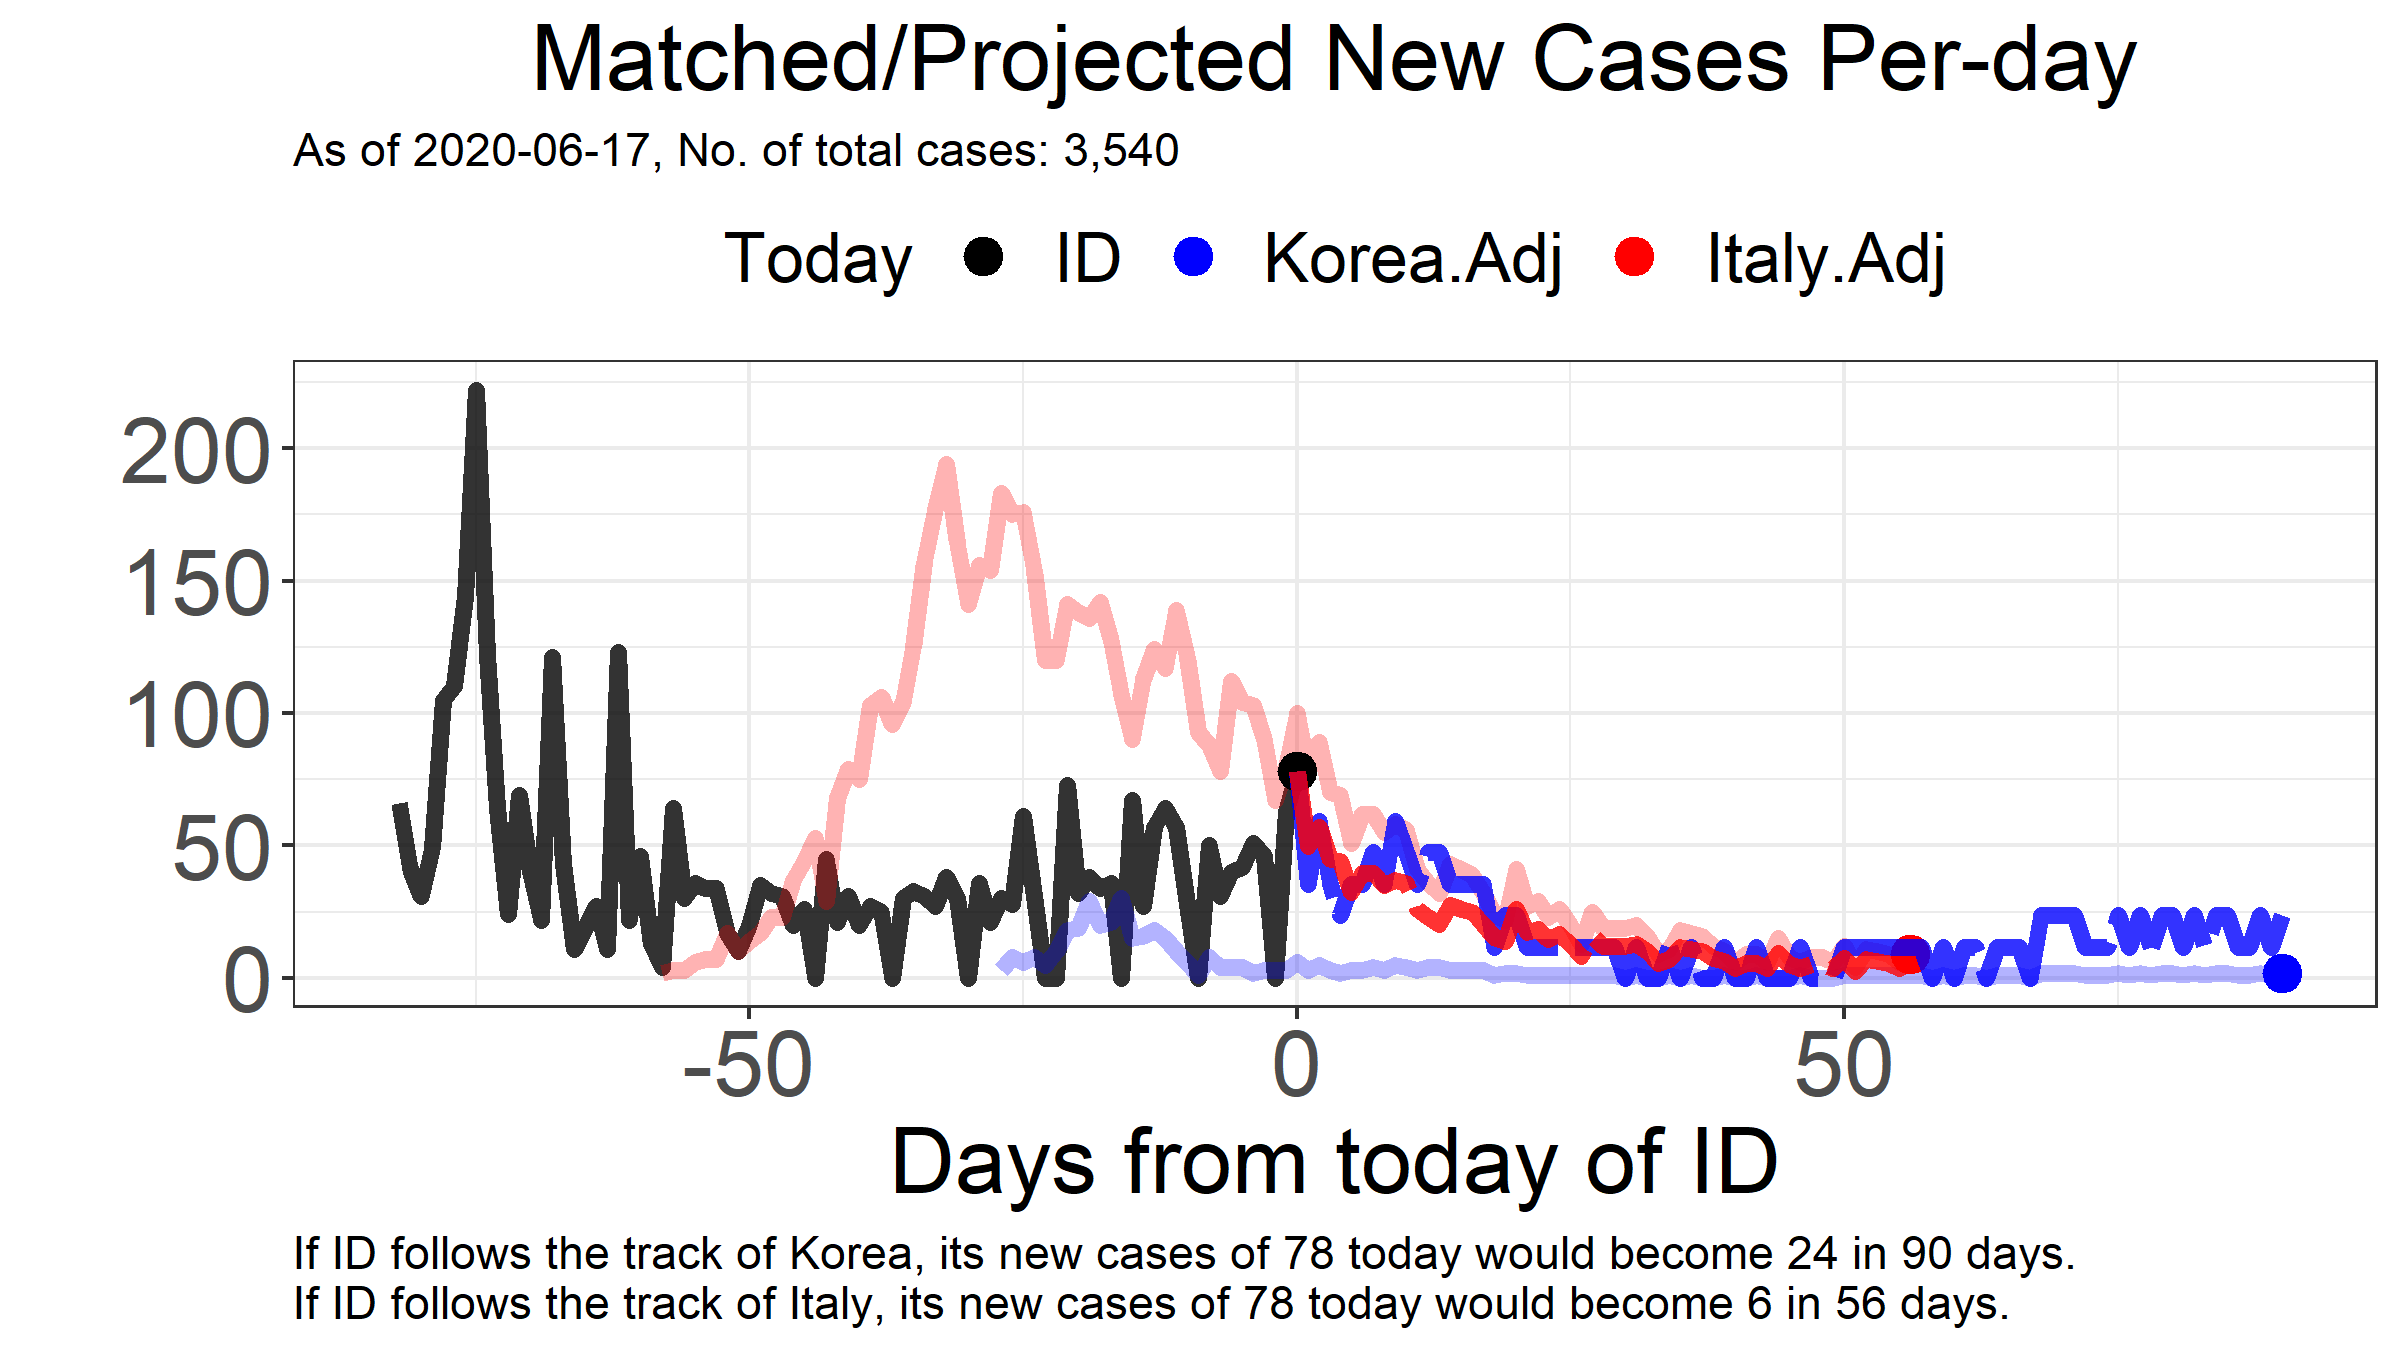 Matched/Projected New Cases Per-day
As of 2020-06-17, No. of total cases: 3,540
Today ID Korea.Adj Italy.Adj
200
150
100
50
0
-50 0 50
Days from today of ID
If ID follows the track of Korea, its new cases of 78 today would become 24 in 90 days.
If ID follows the track of Italy, its new cases of 78 today would become 6 in 56 days.